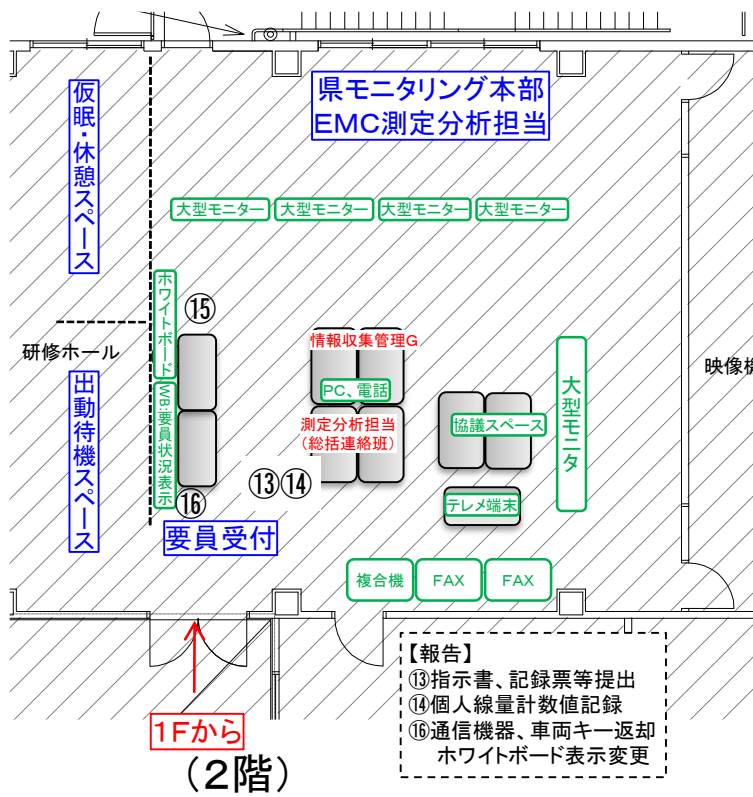 県モニタリング本部
EMC測定分析担当
仮眠・休憩スペース
大型モニター
大型モニター
大型モニター
大型モニター
ホワイトボード
⑮
研修ホール
情報収集管理G
PC、電話
測定分析担当
（総括連絡班）
協議スペース
大型モニタ
映像機
出動待機スペース
WB:要員状況表示
⑬⑭
⑯
テレメ端末
要員受付
複合機
FAX
FAX
【報告】
⑬指示書、記録票等提出
⑭個人線量計数値記録
⑯通信機器、車両キー返却
ホワイトボード表示変更
1Fから
（2階）